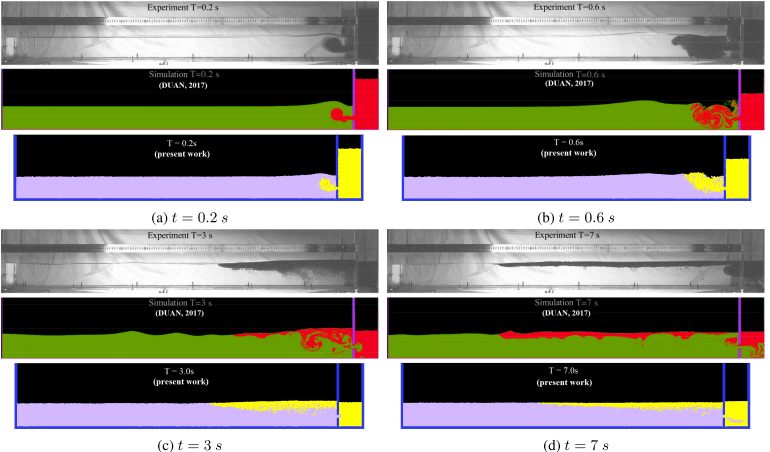 Experiment T=0.2 s
Simulation T=0.2 s
(DUAN, 2017)
T = 0.2s
(present work)
(a) t = 0.2 s
Experiment T=0.6 s
Simulation T=0.6 s
(DUAN, 2017)
T = 0.6s
(present work)
(b) t = 0.6 s
Experiment T=3 s
Simulation T=3 s
(DUAN, 2017)
T = 3.0s
(present work)
(c) t = 3 s
Experiment T=7 s
Simulation T=7 s
(DUAN, 2017)
T = 7.0s
(present work)
(d) t = 7 s